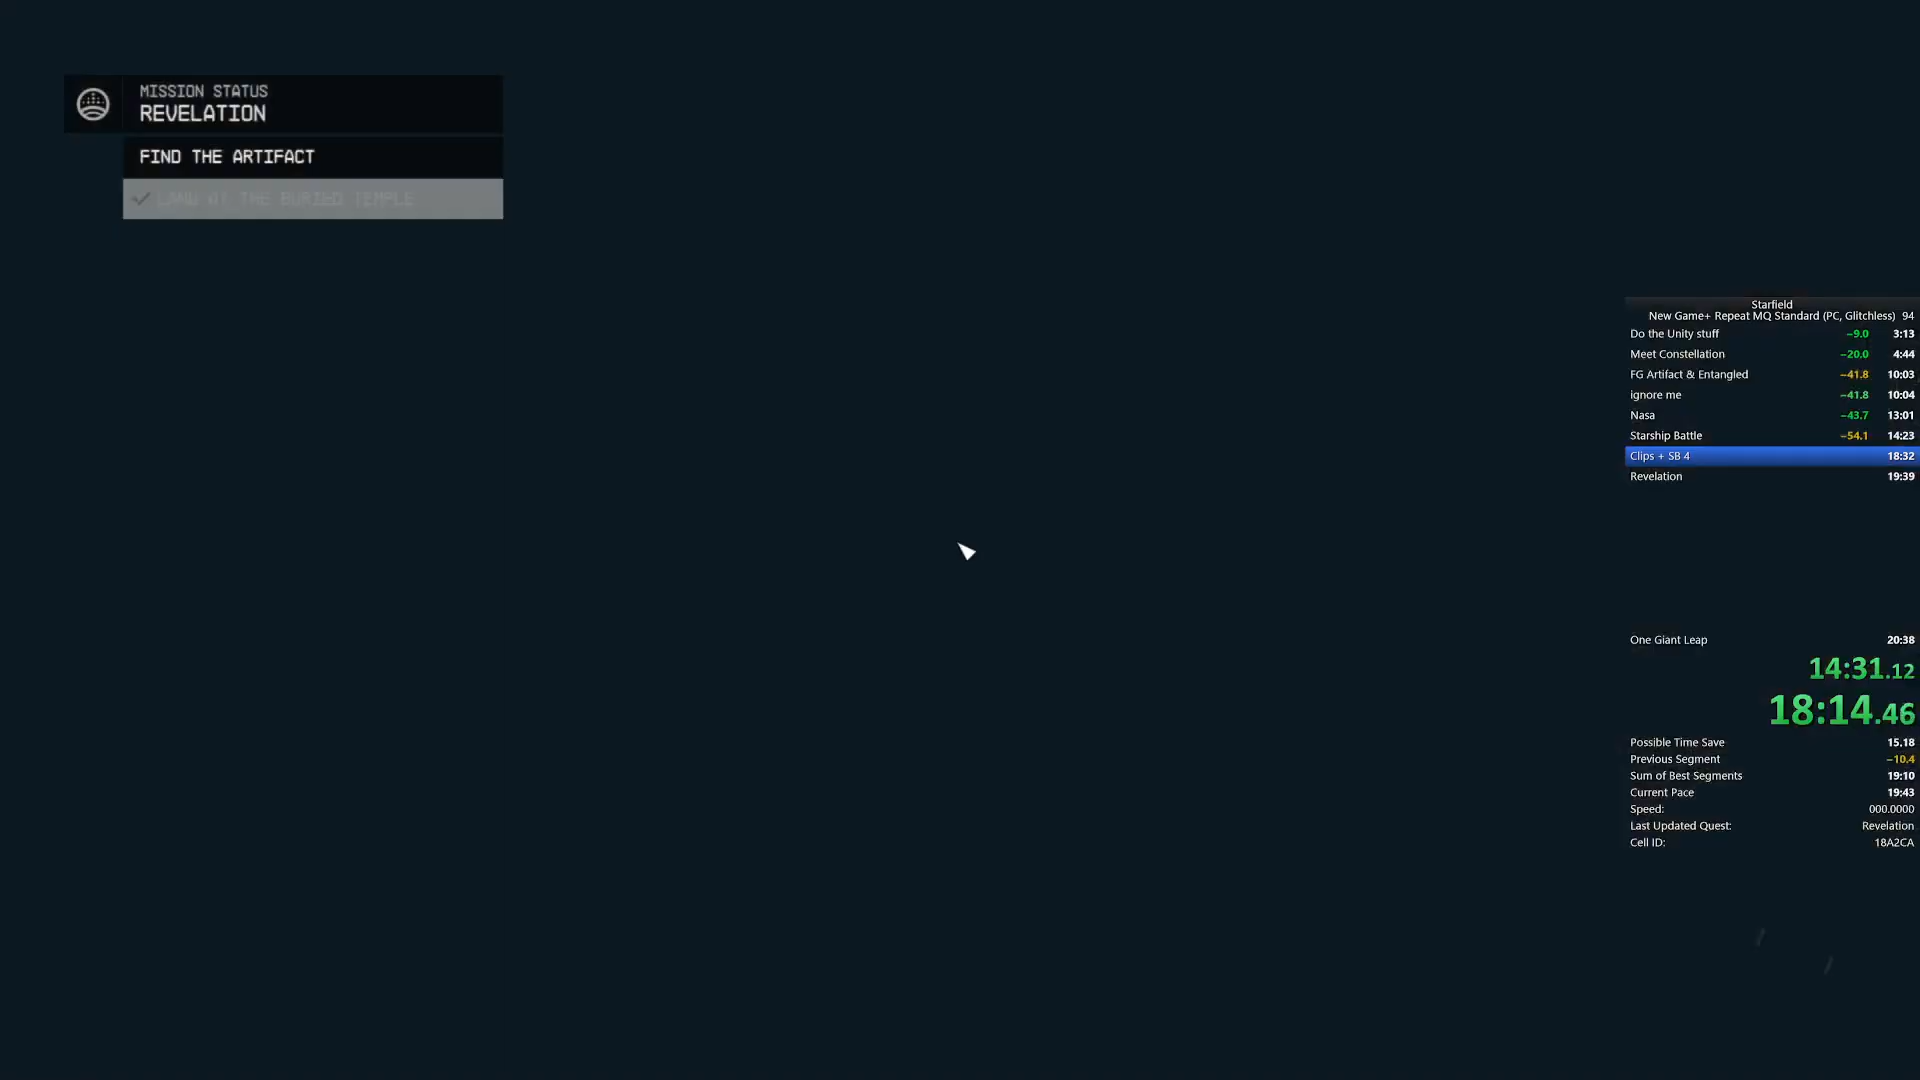 MISSION STATUS
REVELATION
FIND THE ARTIFACT
LAND AT THE BURIED TEMPLE
Starfield
New Game+ Repeat MQ Standard (PC, Glitchless) 94
Do the Unity stuff −9.0 3:13
Meet Constellation −20.0 4:44
FG Artifact & Entangled −41.8 10:03
ignore me −41.8 10:04
Nasa −43.7 13:01
Starship Battle −54.1 14:23
Clips + SB 4 18:32
Revelation 19:39
One Giant Leap 20:38
14:31.12
18:14.46
Possible Time Save 15.18
Previous Segment −10.4
Sum of Best Segments 19:10
Current Pace 19:43
Speed: 000.0000
Last Updated Quest: Revelation
Cell ID: 18A2CA